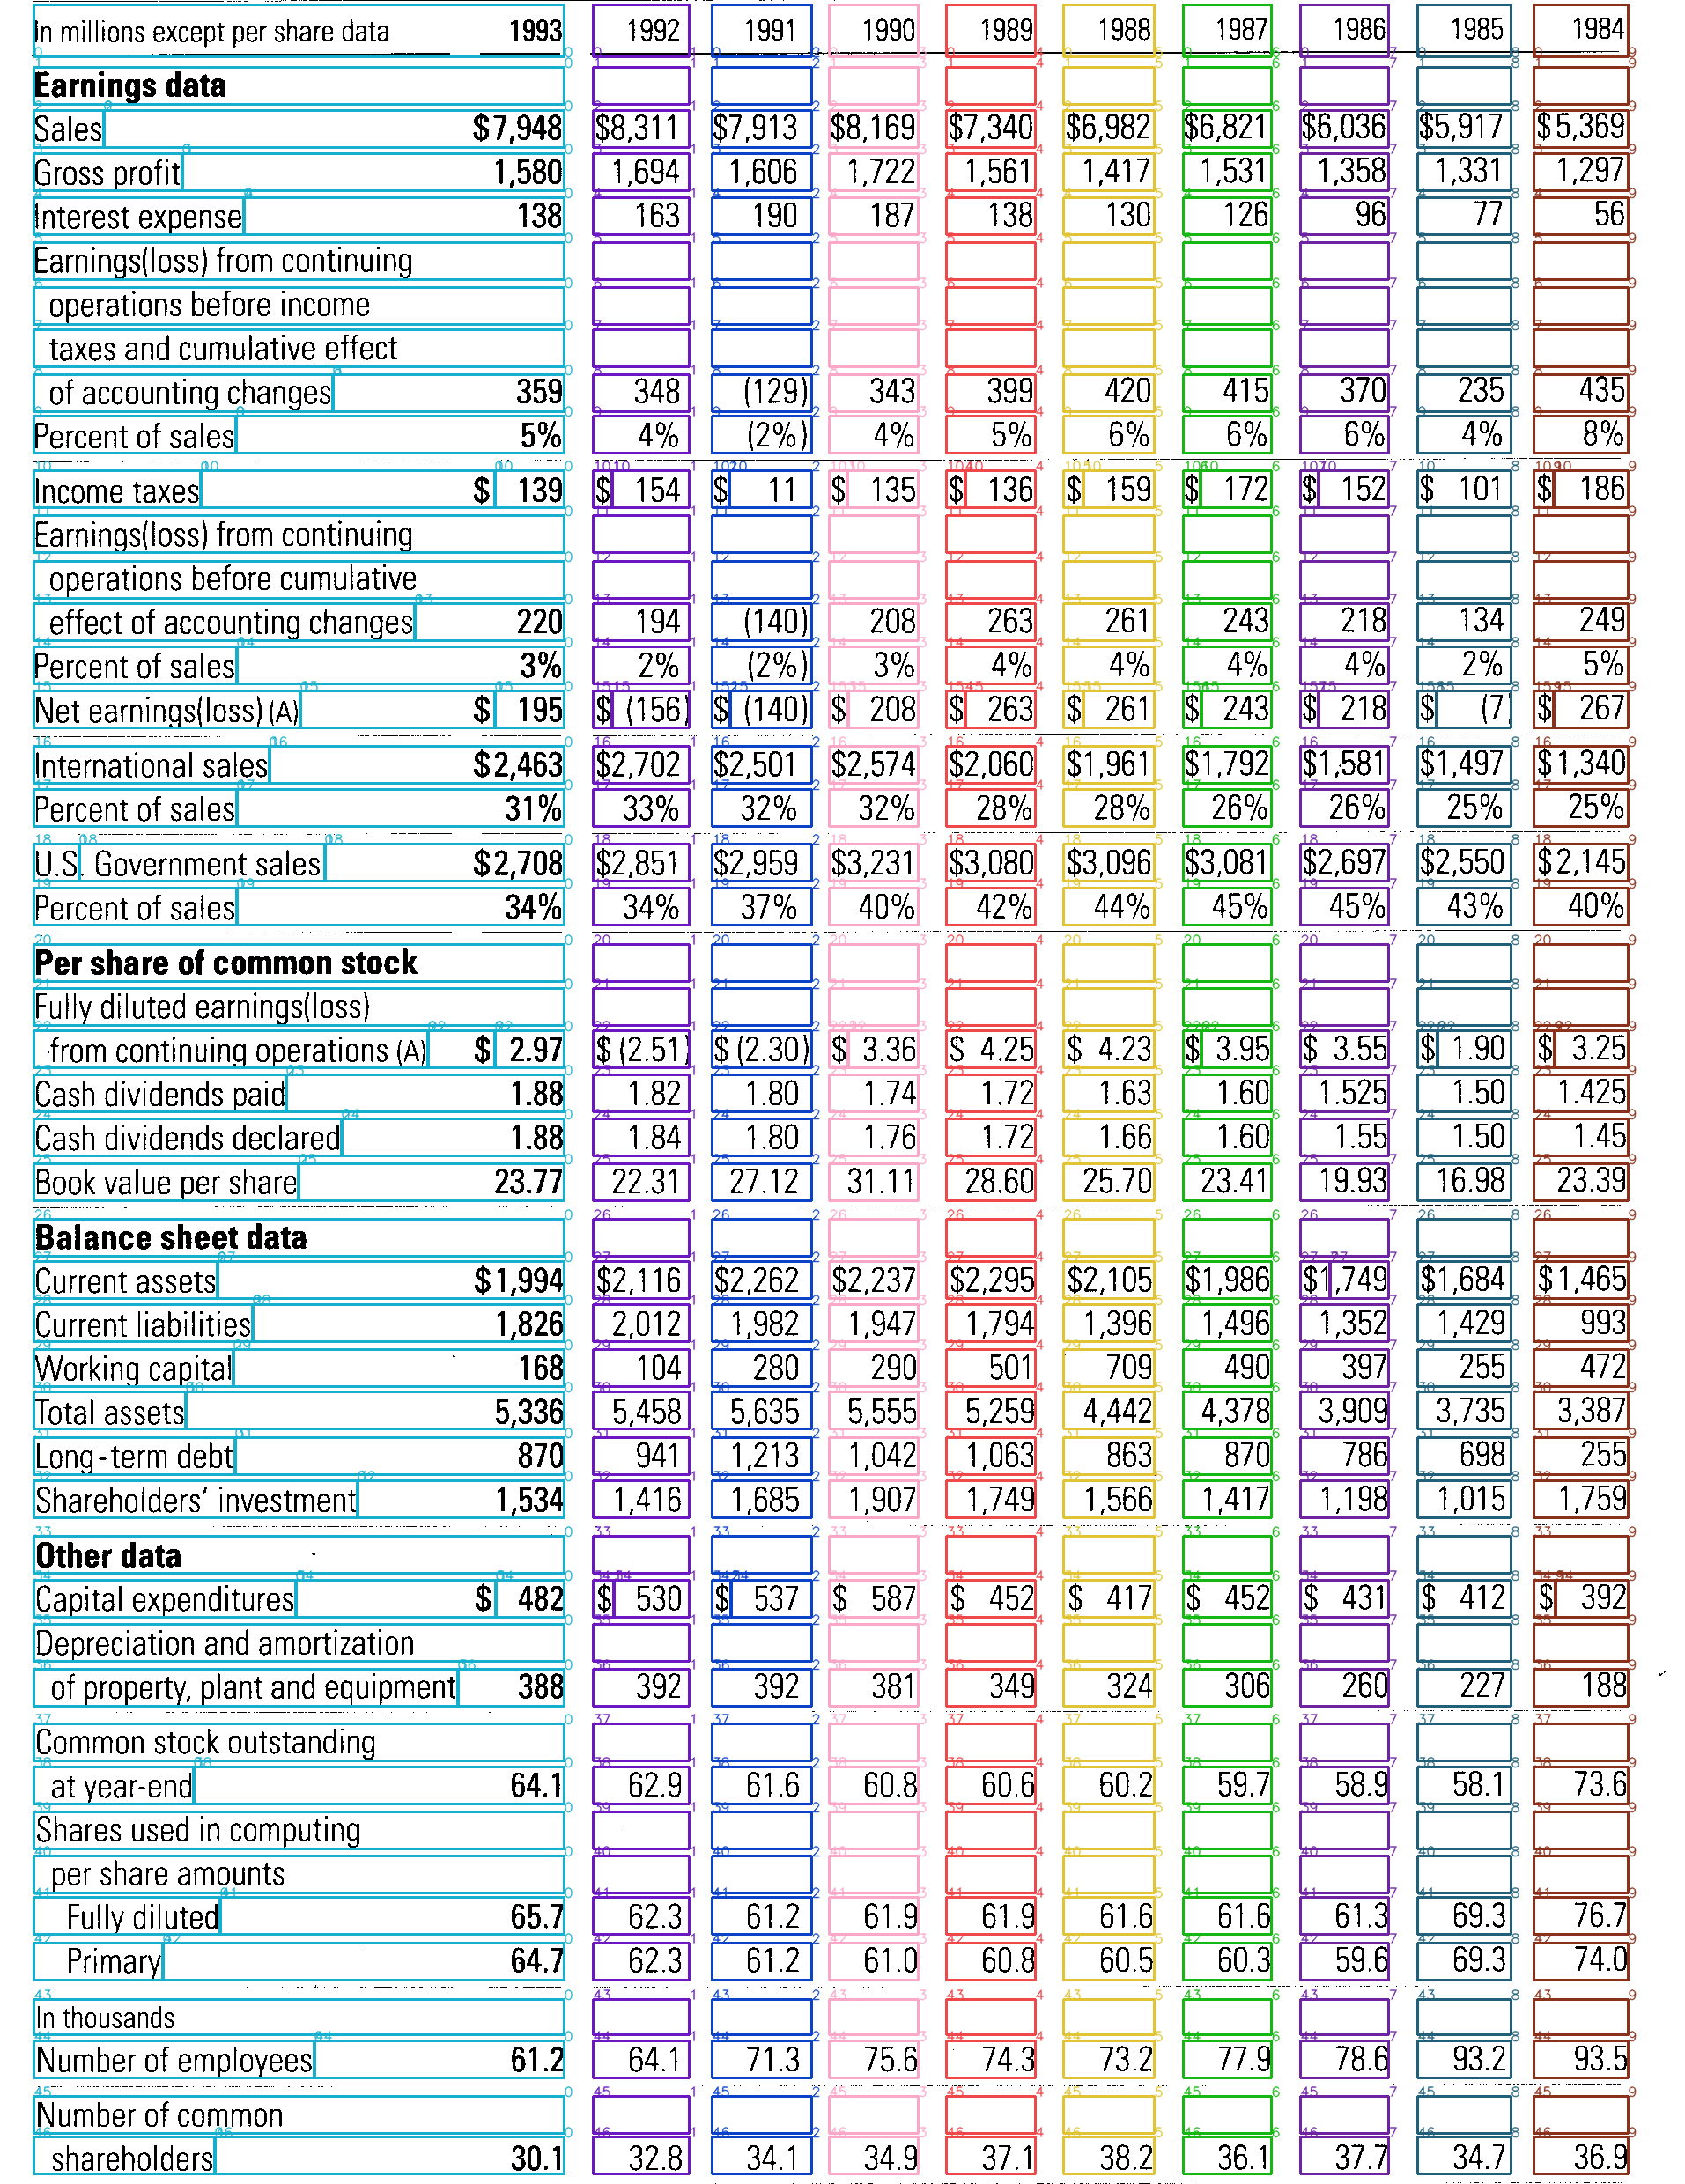 In millions except per share data 1993 1992 1991 1990 1989 1988 1987 1986 1985 1984
Earnings data
Sales $7,948 $8,311 $7,913 $8,169 $7,340 $6,982 $6,821 $6,036 $5,917 $5,369
Gross profit 1,580 1,694 1,606 1,722 1,561 1,417 1,531 1,358 1,331 1,297
Interest expense 138 163 190 187 138 130 126 96 77 56
Earnings(loss) from continuing
operations before income
taxes and cumulative effect
of accounting changes 359 348 (129) 343 399 420 415 370 235 435
Percent of sales 5% 4% (2%) 4% 5% 6% 6% 6% 4% 8%
Income taxes $ 139 $ 154 $ 11 $ 135 $ 136 $ 159 $ 172 $ 152 $ 101 $ 186
Earnings(loss) from continuing
operations before cumulative
effect of accounting changes 220 194 (140) 208 263 261 243 218 134 249
Percent of sales 3% 2% (2%) 3% 4% 4% 4% 4% 2% 5%
Net earnings(loss) (A) $ 195 $ (156) $ (140) $ 208 $ 263 $ 261 $ 243 $ 218 $ (7) $ 267
International sales $2,463 $2,702 $2,501 $2,574 $2,060 $1,961 $1,792 $1,581 $1,497 $1,340
Percent of sales 31% 33% 32% 32% 28% 28% 26% 26% 25% 25%
U.S. Government sales $2,708 $2,851 $2,959 $3,231 $3,080 $3,096 $3,081 $2,697 $2,550 $2,145
Percent of sales 34% 34% 37% 40% 42% 44% 45% 45% 43% 40%
Per share of common stock
Fully diluted earnings(loss)
from continuing operations (A) $ 2.97 $ (2.51) $ (2.30) $ 3.36 $ 4.25 $ 4.23 $ 3.95 $ 3.55 $ 1.90 $ 3.25
Cash dividends paid 1.88 1.82 1.80 1.74 1.72 1.63 1.60 1.525 1.50 1.425
Cash dividends declared 1.88 1.84 1.80 1.76 1.72 1.66 1.60 1.55 1.50 1.45
Book value per share 23.77 22.31 27.12 31.11 28.60 25.70 23.41 19.93 16.98 23.39
Balance sheet data
Current assets $1,994 $2,116 $2,262 $2,237 $2,295 $2,105 $1,986 $1,749 $1,684 $1,465
Current liabilities 1,826 2,012 1,982 1,947 1,794 1,396 1,496 1,352 1,429 993
Working capital 168 104 280 290 501 709 490 397 255 472
Total assets 5,336 5,458 5,635 5,555 5,259 4,442 4,378 3,909 3,735 3,387
Long-term debt 870 941 1,213 1,042 1,063 863 870 786 698 255
Shareholders' investment 1,534 1,416 1,685 1,907 1,749 1,566 1,417 1,198 1,015 1,759
Other data
Capital expenditures $ 482 $ 530 $ 537 $ 587 $ 452 $ 417 $ 452 $ 431 $ 412 $ 392
Depreciation and amortization
of property, plant and equipment 388 392 392 381 349 324 306 260 227 188
Common stock outstanding
at year-end 64.1 62.9 61.6 60.8 60.6 60.2 59.7 58.9 58.1 73.6
Shares used in computing
per share amounts
Fully diluted 65.7 62.3 61.2 61.9 61.9 61.6 61.6 61.3 69.3 76.7
Primary 64.7 62.3 61.2 61.0 60.8 60.5 60.3 59.6 69.3 74.0
In thousands
Number of employees 61.2 64.1 71.3 75.6 74.3 73.2 77.9 78.6 93.2 93.5
Number of common
shareholders 30.1 32.8 34.1 34.9 37.1 38.2 36.1 37.7 34.7 36.9